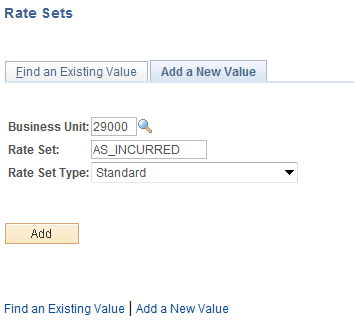 Rate Sets
Find an Existing Value Add a New Value
Business Unit: 29000
Rate Set: AS_INCURRED
Rate Set Type: Standard
Add
Find an Existing Value | Add a New Value